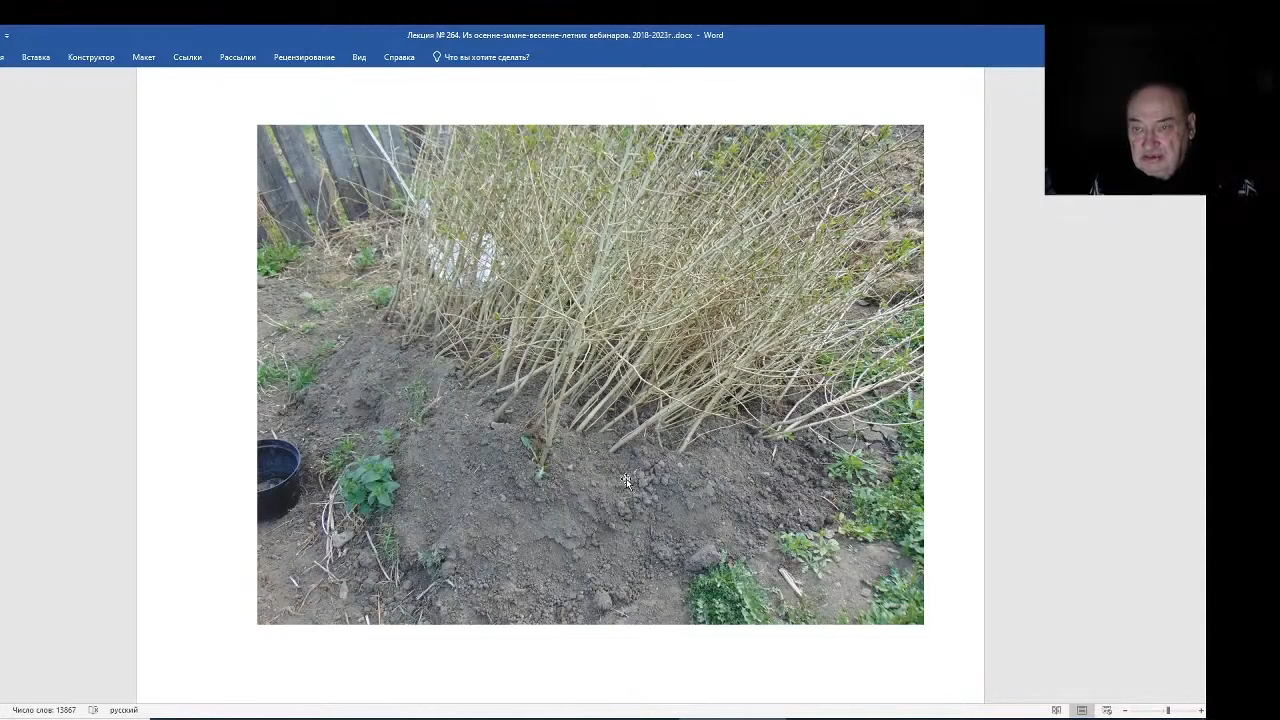 Лекция № 264. Из осенне-зимне-весенне-летних вебинаров. 2018-2023г..docx - Word
я Вставка Конструктор Макет Ссылки Рассылки Рецензирование Вид Справка Что вы хотите сделать?
Число слов: 13867 русский